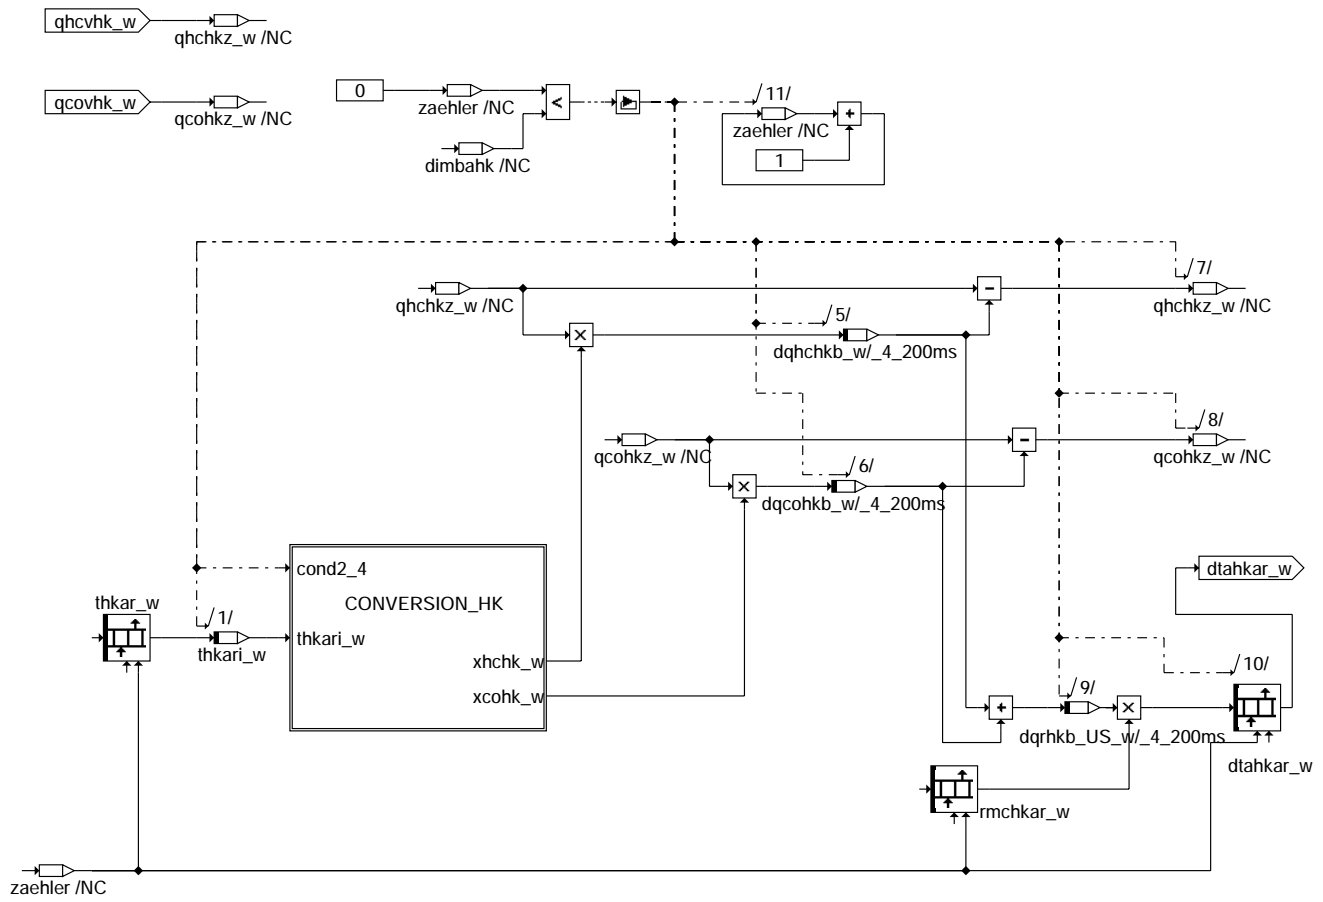 qhcvhk_w
qhchkz_w /NC
qcovhk_w
qcohkz_w /NC
0
zaehler /NC
<
dimbahk /NC
/11/
zaehler /NC
+
1
qhchkz_w /NC
-
/7/
qhchkz_w /NC
×
/5/
dqhchkb_w/_4_200ms
qcohkz_w /NC
-
/8/
qcohkz_w /NC
×
/6/
dqcohkb_w/_4_200ms
cond2_4
CONVERSION_HK
dtahkar_w
thkar_w
/1/
thkari_w
thkari_w
xhchk_w
xcohk_w
/10/
+
/9/
×
dqrhkb_US_w/_4_200ms
dtahkar_w
rmchkar_w
zaehler /NC